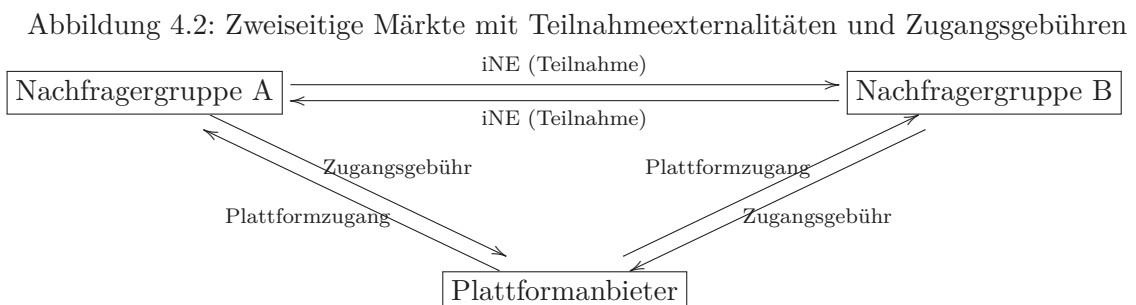 Abbildung 4.2: Zweiseitige Märkte mit Teilnahmeexternalitäten und Zugangsgebühren
iNE (Teilnahme)
Nachfragergruppe A
Nachfragergruppe B
iNE (Teilnahme)
Zugangsgebühr
Plattformzugang
Plattformzugang
Zugangsgebühr
Plattformanbieter